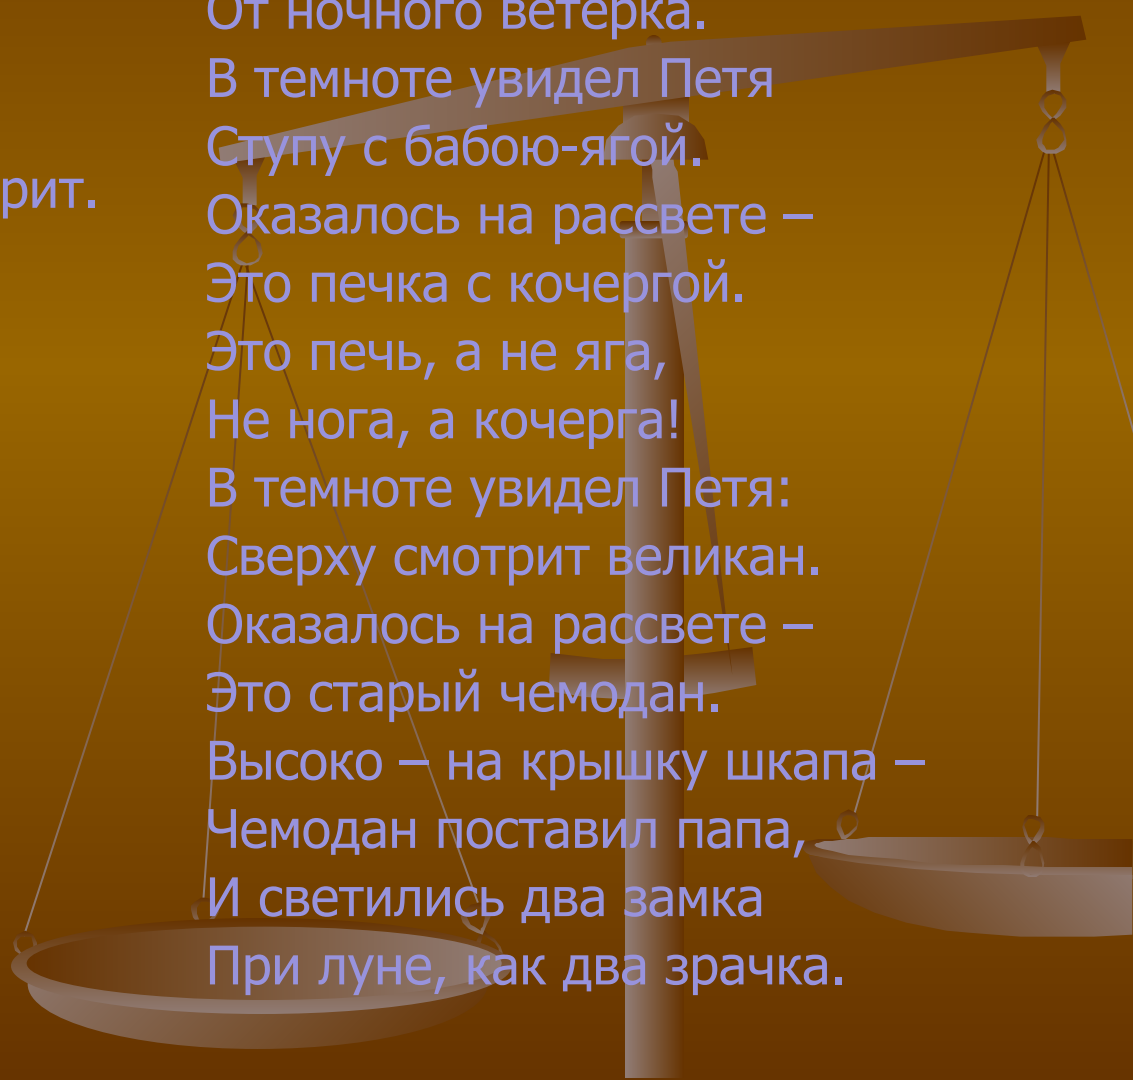 От ночного ветерка.
В темноте увидел Петя
Ступу с бабою-ягой.
рит.
Оказалось на рассвете –
Это печка с кочергой.
Это печь, а не яга,
Не нога, а кочерга!
В темноте увидел Петя:
Сверху смотрит великан.
Оказалось на рассвете –
Это старый чемодан.
Высоко – на крышку шкапа –
Чемодан поставил папа,
И светились два замка
При луне, как два зрачка.